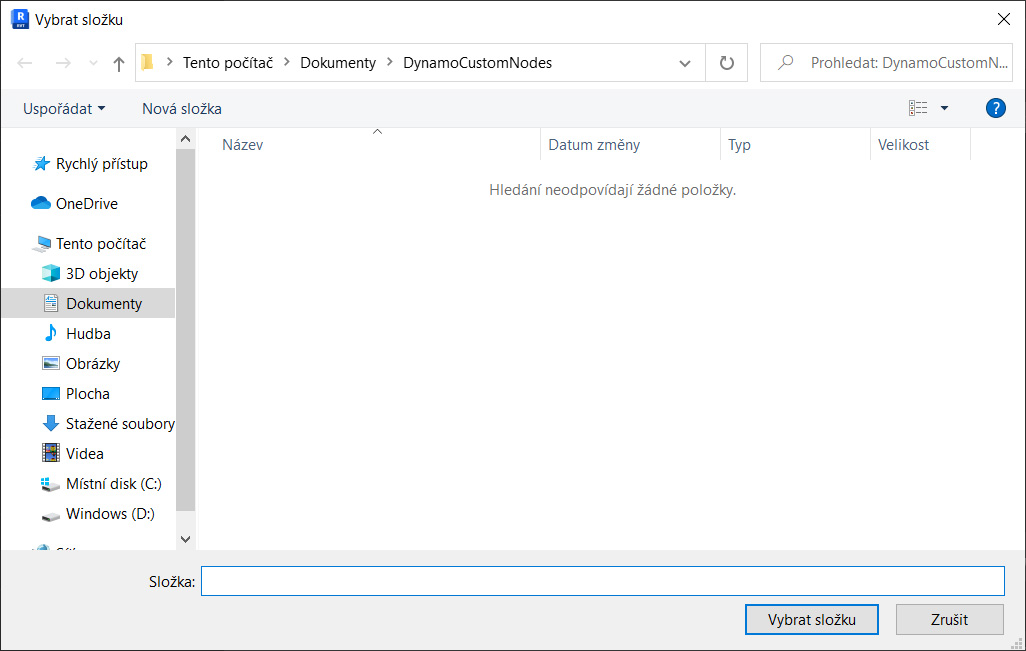 Vybrat složku
Tento počítač > Dokumenty > DynamoCustomNodes
Prohledat: DynamoCustomN...
Uspořádat
Nová složka
Název
Datum změny
Typ
Velikost
Hledání neodpovídají žádné položky.
Rychlý přístup
OneDrive
Tento počítač
3D objekty
Dokumenty
Hudba
Obrázky
Plocha
Stažené soubory
Videa
Místní disk (C:)
Windows (D:)
Složka:
Vybrat složku
Zrušit